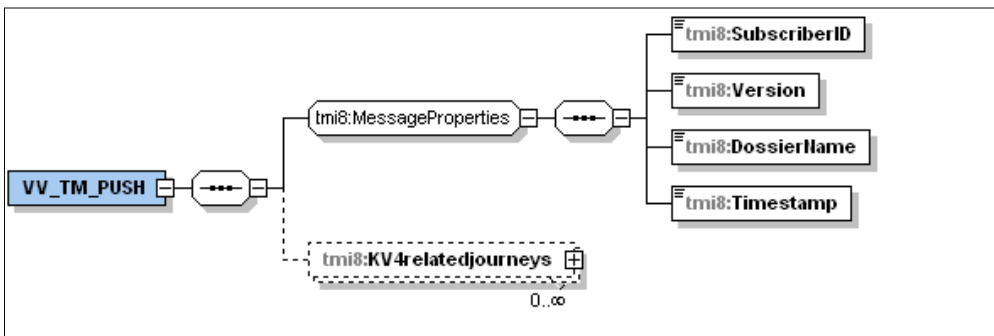 tmi8:SubscriberID
tmi8:Version
tmi8:MessageProperties
tmi8:DossierName
VV_TM_PUSH
tmi8:Timestamp
tmi8:KV4relatedjourneys
0..∞